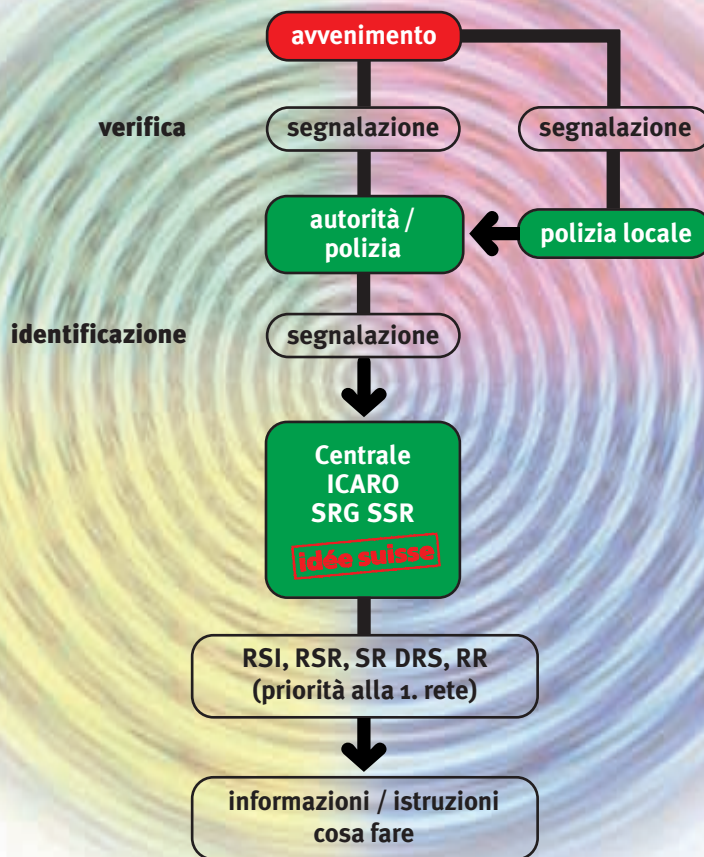 avvenimento
verifica
segnalazione
segnalazione
autorità /
polizia
polizia locale
identificazione
segnalazione
Centrale
ICARO
SRG SSR
idée suisse
RSI, RSR, SR DRS, RR
(priorità alla 1. rete)
informazioni / istruzioni
cosa fare